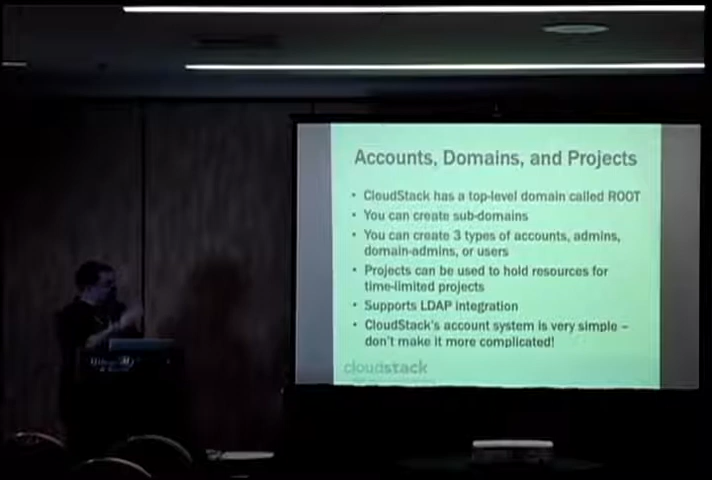 Accounts, Domains, and Projects
• CloudStack has a top-level domain called ROOT
• You can create sub-domains
• You can create 3 types of accounts, admins,
domain-admins, or users
• Projects can be used to hold resources for
time-limited projects
• Supports LDAP integration
• CloudStack's account system is very simple –
don't make it more complicated!
cloudstack